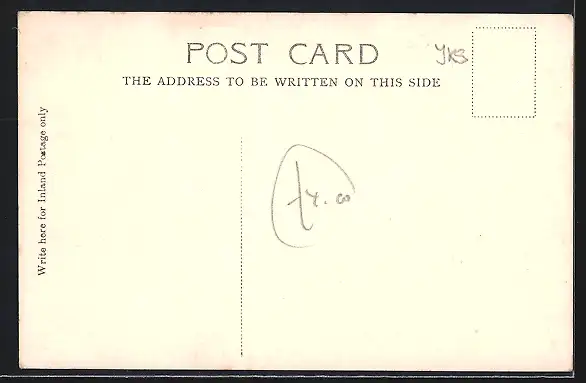 POST CARD
YKS
THE ADDRESS TO BE WRITTEN ON THIS SIDE
Write here for Inland Postage only